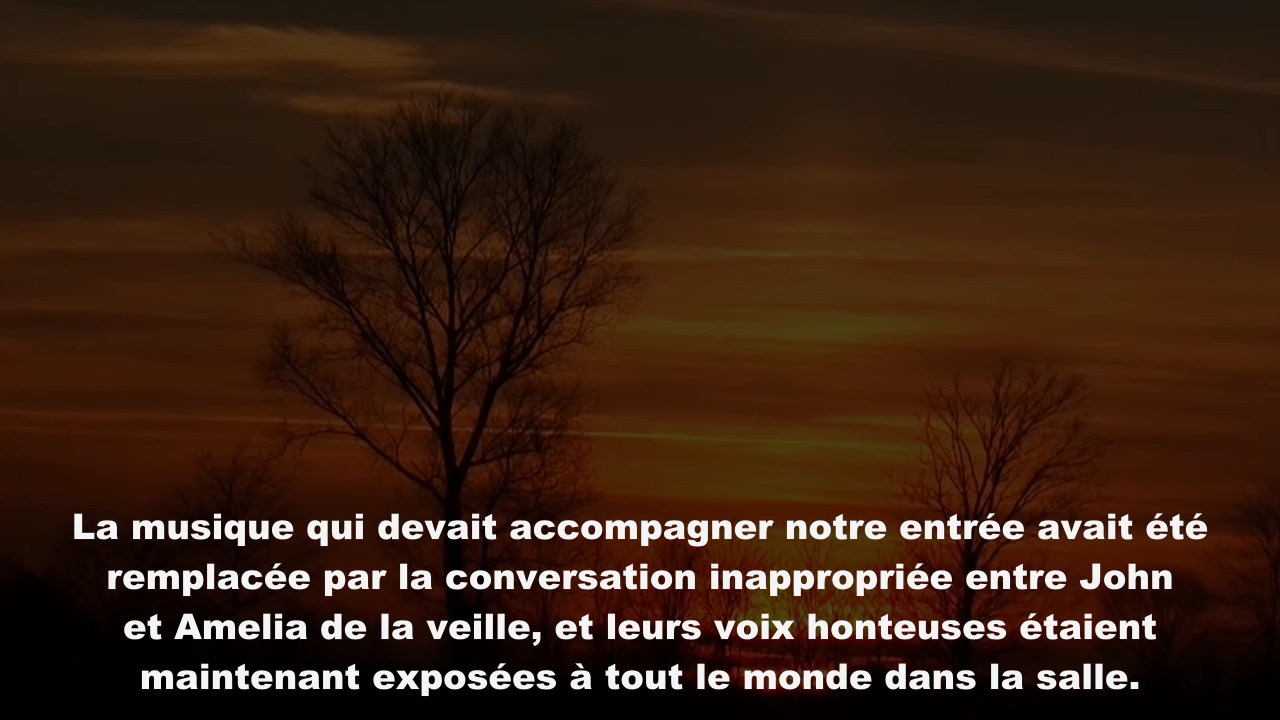 La musique qui devait accompagner notre entrée avait été
remplacée par la conversation inappropriée entre John
et Amelia de la veille, et leurs voix honteuses étaient
maintenant exposées à tout le monde dans la salle.